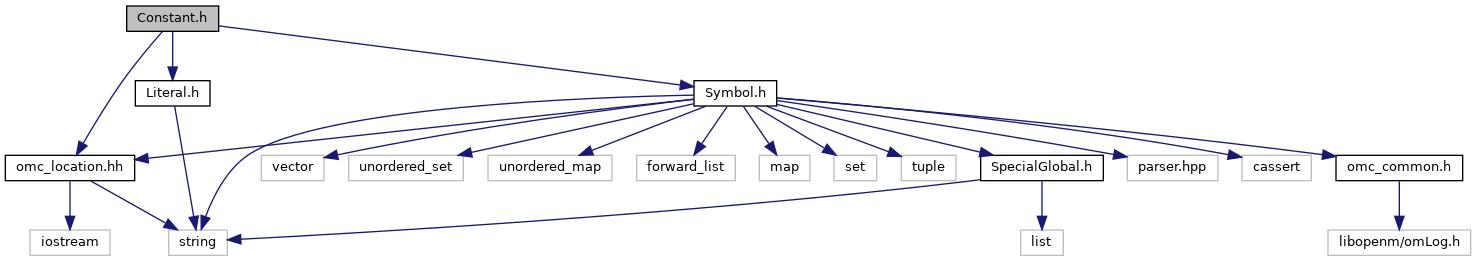 Constant.h
Literal.h
Symbol.h
omc_location.hh
vector
unordered_set
unordered_map
forward_list
map
set
tuple
SpecialGlobal.h
parser.hpp
cassert
omc_common.h
iostream
string
list
libopenm/omLog.h